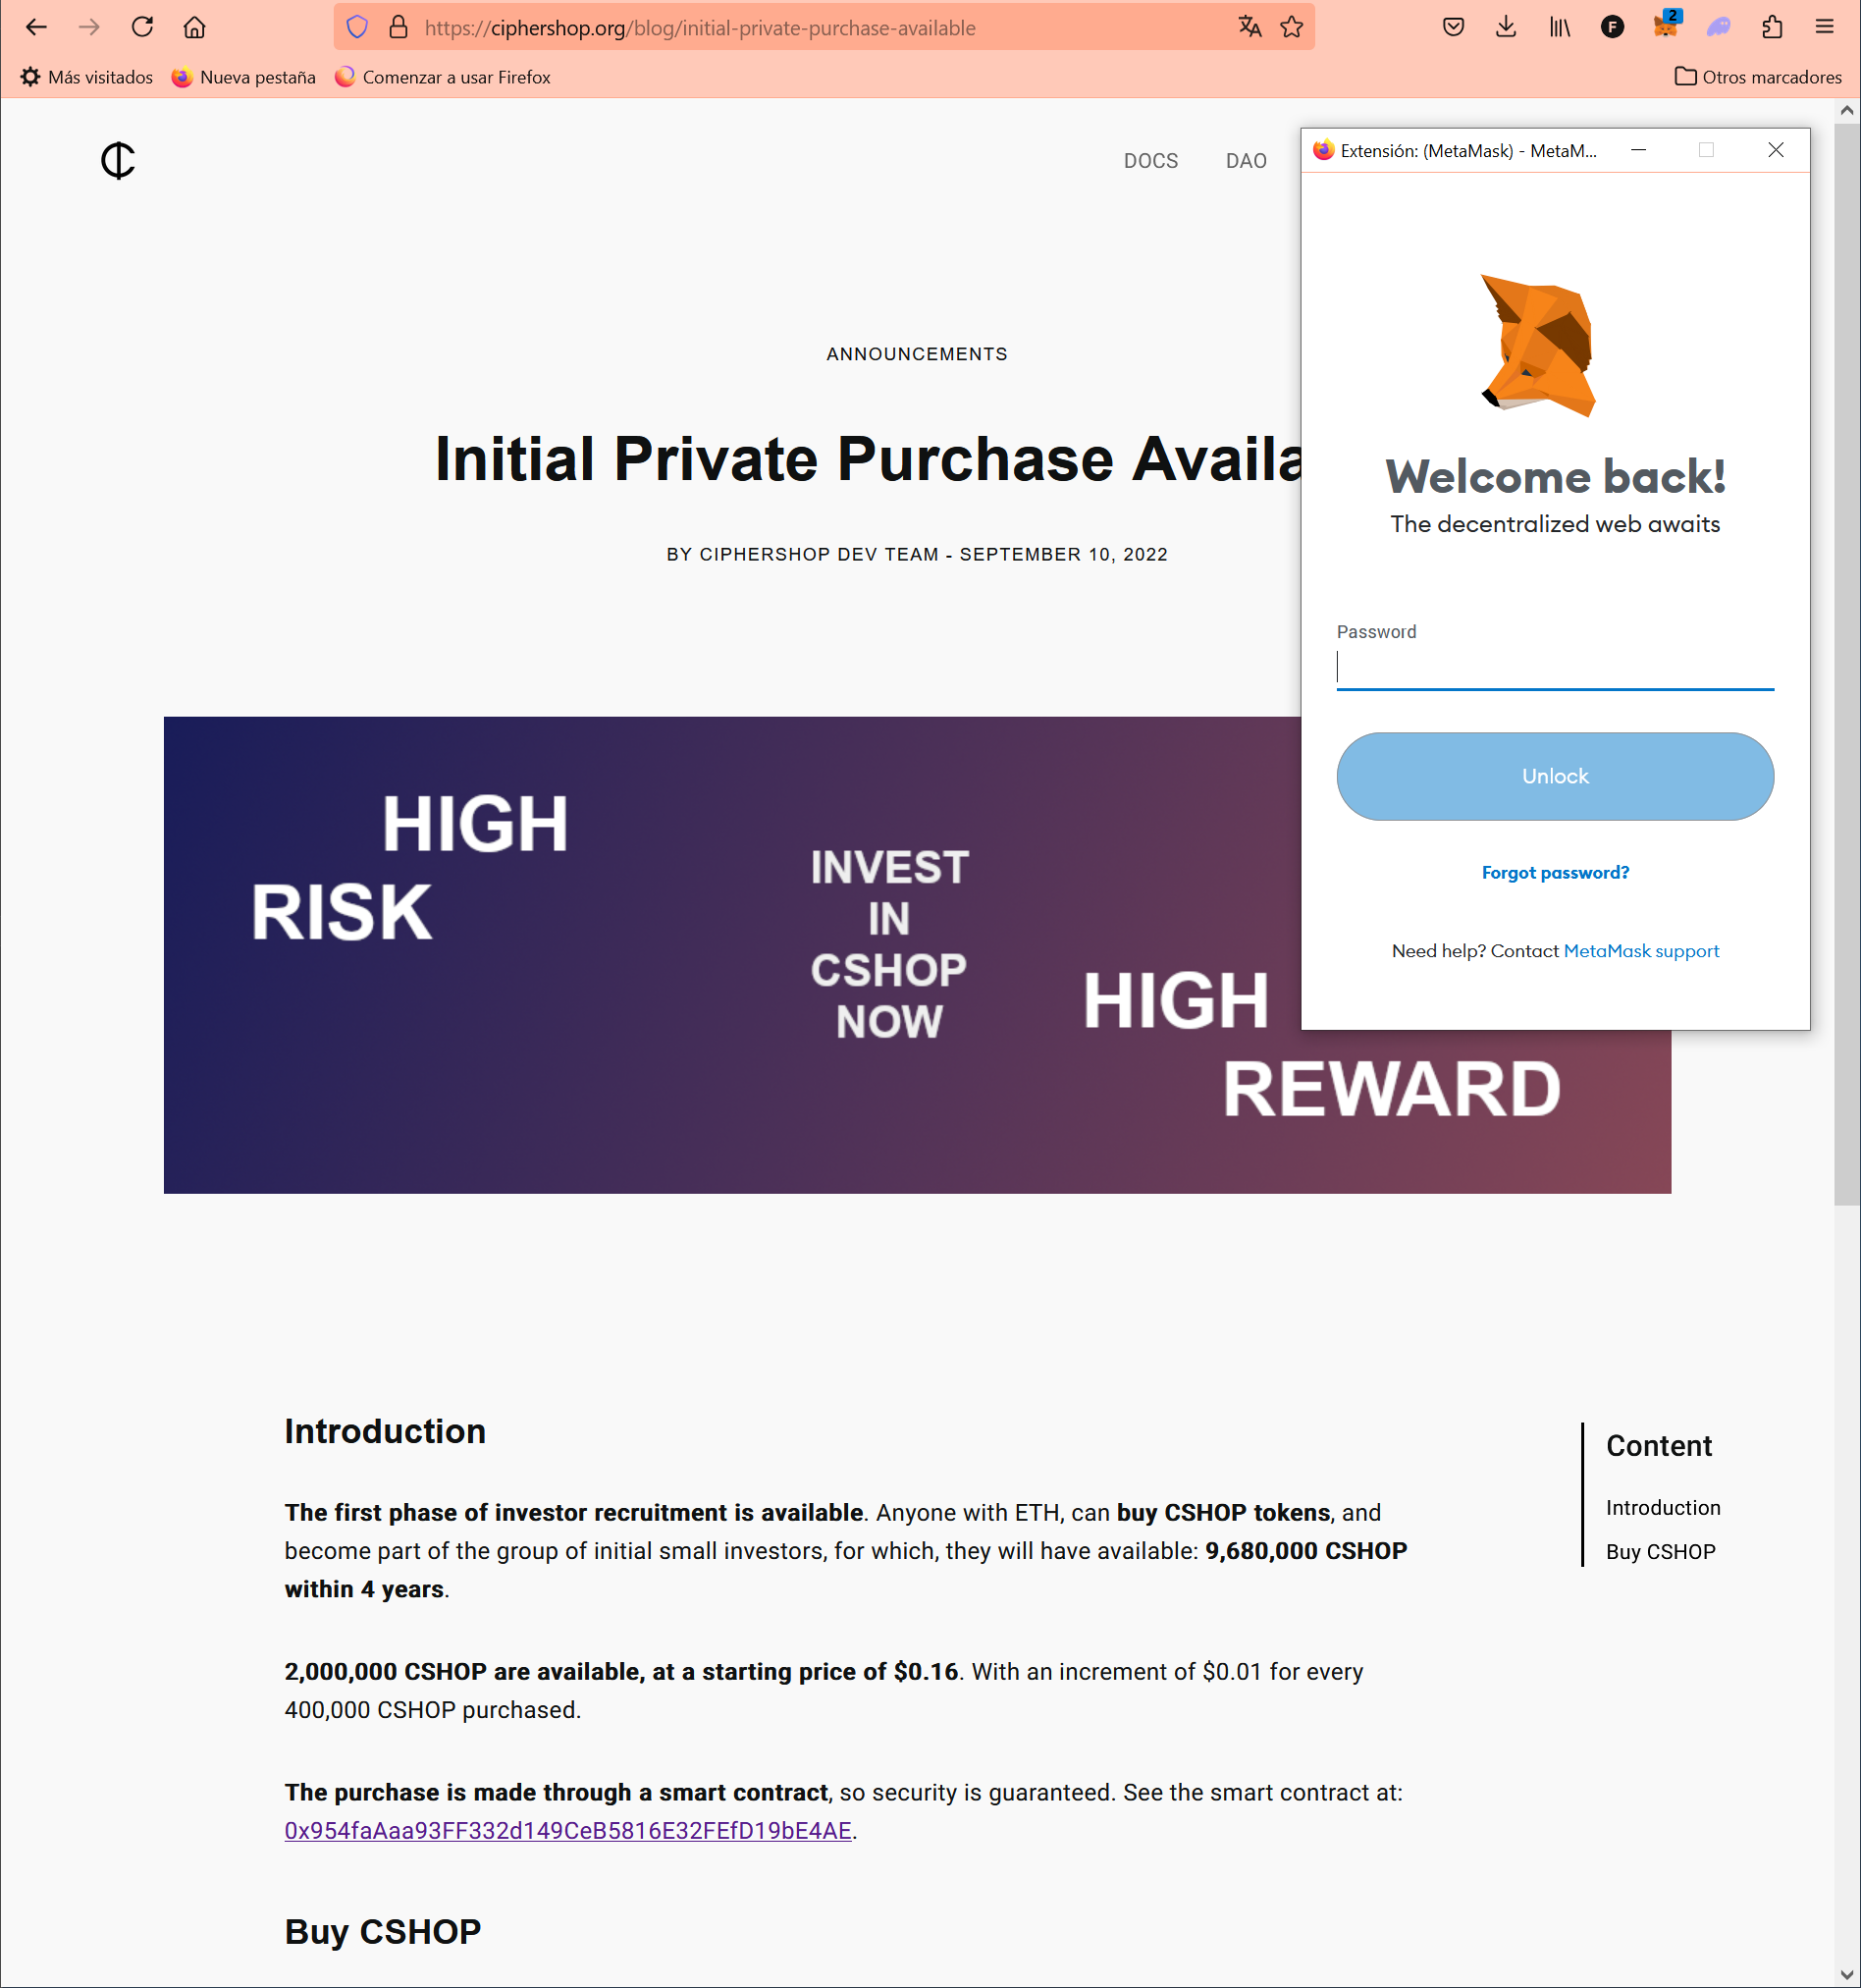 https://ciphershop.org/blog/initial-private-purchase-available
F
2
Más visitados
Nueva pestaña
Comenzar a usar Firefox
Otros marcadores
DOCS
DAO
ANNOUNCEMENTS
Initial Private Purchase Availa
BY CIPHERSHOP DEV TEAM - SEPTEMBER 10, 2022
Extensión: (MetaMask) - MetaM...
Welcome back!
The decentralized web awaits
Password
Unlock
Forgot password?
Need help? Contact MetaMask support
HIGH
RISK
INVEST
IN
CSHOP
NOW
HIGH
REWARD
Introduction
The first phase of investor recruitment is available. Anyone with ETH, can buy CSHOP tokens, and
become part of the group of initial small investors, for which, they will have available: 9,680,000 CSHOP
within 4 years.
2,000,000 CSHOP are available, at a starting price of $0.16. With an increment of $0.01 for every
400,000 CSHOP purchased.
The purchase is made through a smart contract, so security is guaranteed. See the smart contract at:
0x954faAaa93FF332d149CeB5816E32FEfD19bE4AE.
Buy CSHOP
Content
Introduction
Buy CSHOP